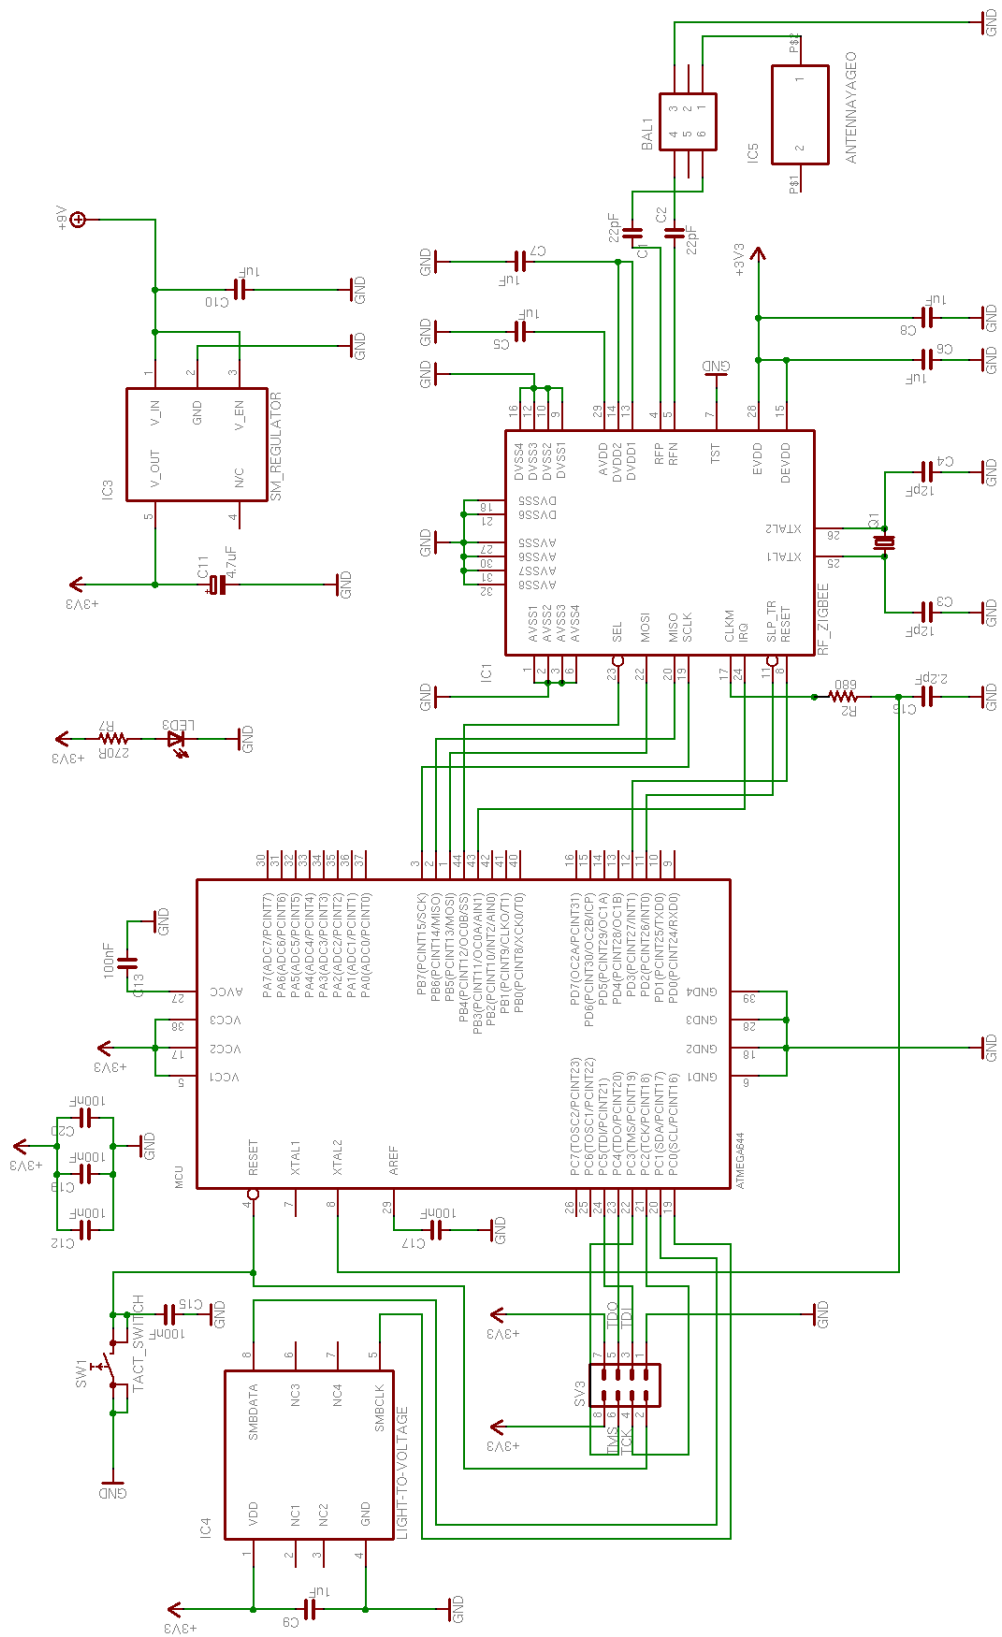 GND
P$2
1
2
P$1
IC5
ANTENNAYAGEO
BAL1
3
2
1
4
5
6
+9V
C10
1uF
GND
GND
1
2
3
V_IN
GND
V_EN
V_OUT
N/C
IC3
SM_REGULATOR
5
4
+3V3
C11
4.7uF
GND
22pF
C1
C2
22pF
GND
C7
1uF
GND
C5
1uF
GND
+3V3
1uF
C8
GND
C6
1uF
GND
GND
16
12
10
9
29
14
13
4
5
7
28
15
DVSS4
DVSS3
DVSS2
DVSS1
AVDD
DVDD2
DVDD1
RFP
RFN
TST
EVDD
DEVDD
18
DVSS5
21
DVSS6
27
AVSS5
30
AVSS6
31
AVSS7
32
AVSS8
GND
XTAL2
26
XTAL1
25
Q1
C4
12pF
GND
C3
12pF
GND
AVSS1
AVSS2
AVSS3
AVSS4
SEL
MOSI
MISO
SCLK
CLKM
IRQ
SLP_TR
RESET
IC1
RF_ZIGBEE
1
2
3
6
23
22
20
19
17
24
11
8
GND
R2
680
C16
2.2pF
GND
+3V3
R7
270R
LED3
GND
30
31
32
33
34
35
36
37
3
2
1
44
43
42
41
40
16
15
14
13
12
11
10
9
PA7(ADC7/PCINT7)
PA6(ADC6/PCINT6)
PA5(ADC5/PCINT5)
PA4(ADC4/PCINT4)
PA3(ADC3/PCINT3)
PA2(ADC2/PCINT2)
PA1(ADC1/PCINT1)
PA0(ADC0/PCINT0)
PB7(PCINT15/SCK)
PB6(PCINT14/MISO)
PB5(PCINT13/MOSI)
PB4(PCINT12/OC0B/SS)
PB3(PCINT11/OC0A/AIN1)
PB2(PCINT10/INT2/AIN0)
PB1(PCINT9/CLKO/T1)
PB0(PCINT8/XCK0/T0)
PD7(OC2A/PCINT31)
PD6(PCINT30/OC2B/ICP)
PD5(PCINT29/OC1A)
PD4(PCINT28/OC1B)
PD3(PCINT27/INT1)
PD2(PCINT26/INT0)
PD1(PCINT25/TXD0)
PD0(PCINT24/RXD0)
100nF
C13
GND
27
AVCC
38
VCC3
17
VCC2
5
VCC1
+3V3
GND4
39
GND3
28
GND2
18
GND1
6
GND
+3V3
C20
100nF
C19
100nF
C12
100nF
GND
MCU
RESET
XTAL1
XTAL2
AREF
PC7(TOSC2/PCINT23)
PC6(TOSC1/PCINT22)
PC5(TDI/PCINT21)
PC4(TDO/PCINT20)
PC3(TMS/PCINT19)
PC2(TCK/PCINT18)
PC1(SDA/PCINT17)
PC0(SCL/PCINT16)
ATMEGA644
4
7
8
29
26
25
24
23
22
21
20
19
C17
100nF
GND
SW1
TACT_SWITCH
C15
100nF
GND
GND
8
6
7
5
SMBDATA
NC3
NC4
SMBCLK
VDD
NC1
NC2
GND
IC4
LIGHT-TO-VOLTAGE
1
2
3
4
+3V3
C9
1uF
GND
+3V3
TDO
TDI
GND
7
5
3
1
SV3
8
6
4
2
+3V3
TMS
TCK